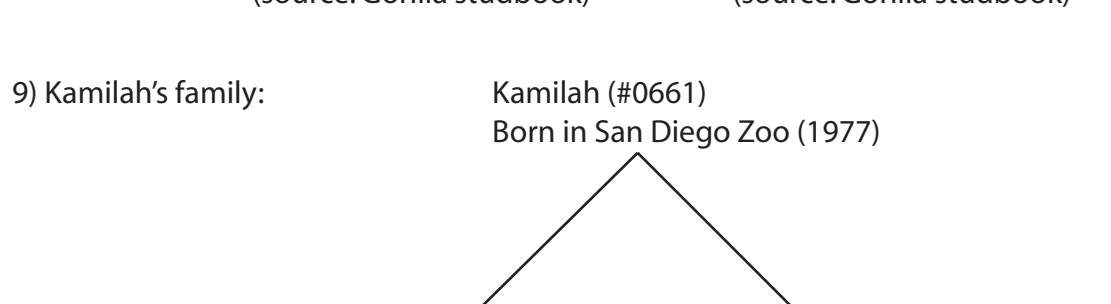 (source: Gorilla studbook) (source: Gorilla studbook)
9) Kamilah’s family: Kamilah (#0661)
Born in San Diego Zoo (1977)